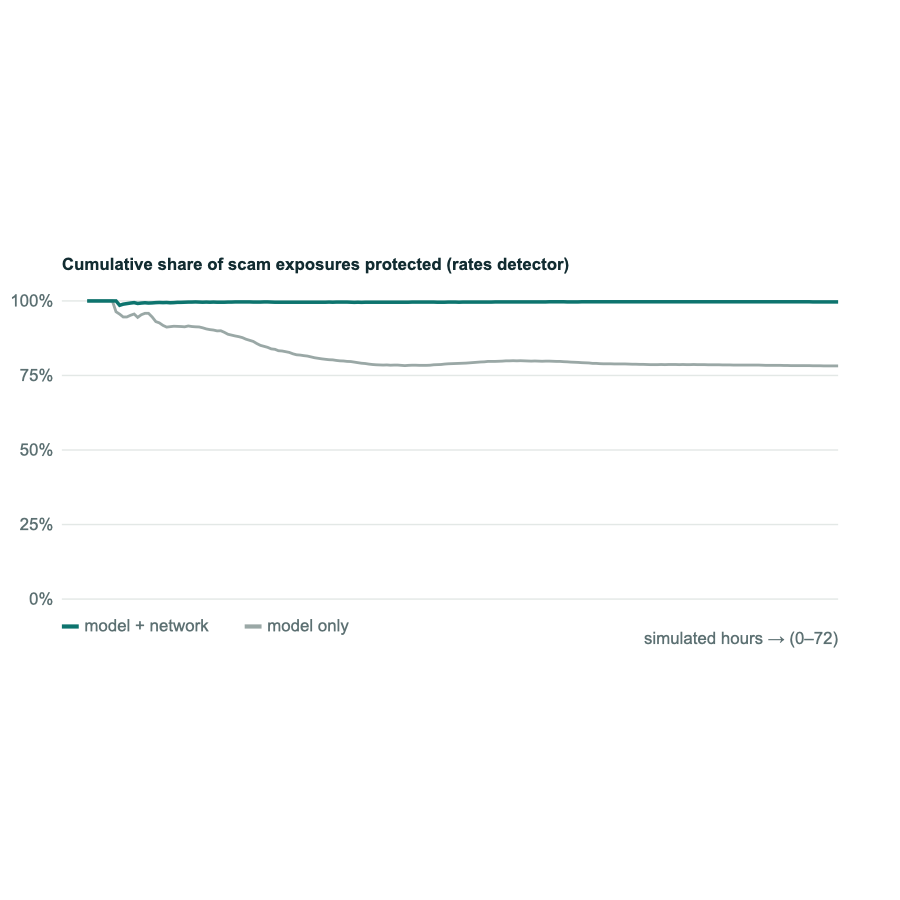 Cumulative share of scam exposures protected (rates detector)
100%
75%
50%
25%
0%
model + network model only
simulated hours → (0–72)